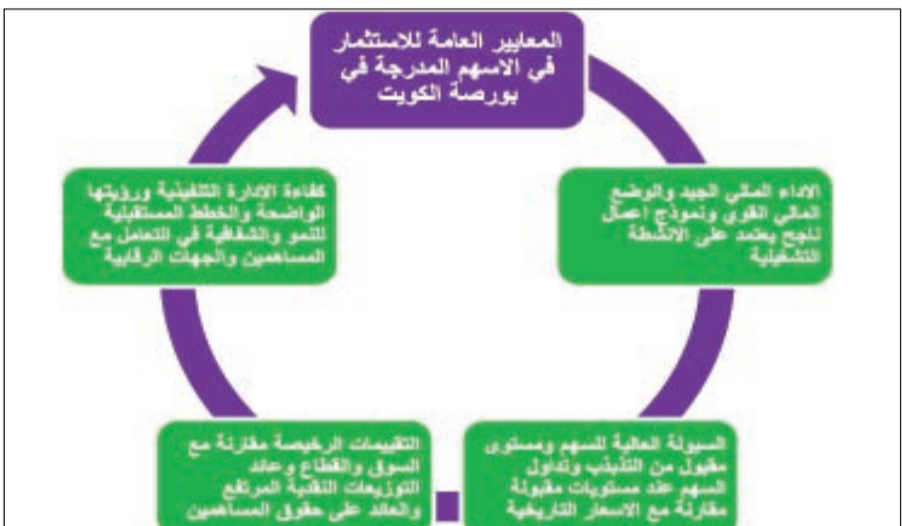 المعايير العامة للاستثمار
في الاسهم المدرجة في
بورصة الكويت
الاداء المالي الجيد والوضع
المالي القوي ونموذج اعمال
ناجح يعتمد على الانشطة
التشغيلية
السيولة العالية للسهم ومستوى
مقبول من التذبذب وتداول
السهم عند مستويات مقبولة
مقارنة مع الاسعار التاريخية
التقييمات الرخيصة مقارنة مع
السوق والقطاع وعائد
التوزيعات النقدية المرتفع
والعائد على حقوق المساهمين
كفاءة الادارة التنفيذية ورؤيتها
الواضحة والخطط المستقبلية
للنمو والشفافية في التعامل مع
المساهمين والجهات الرقابية